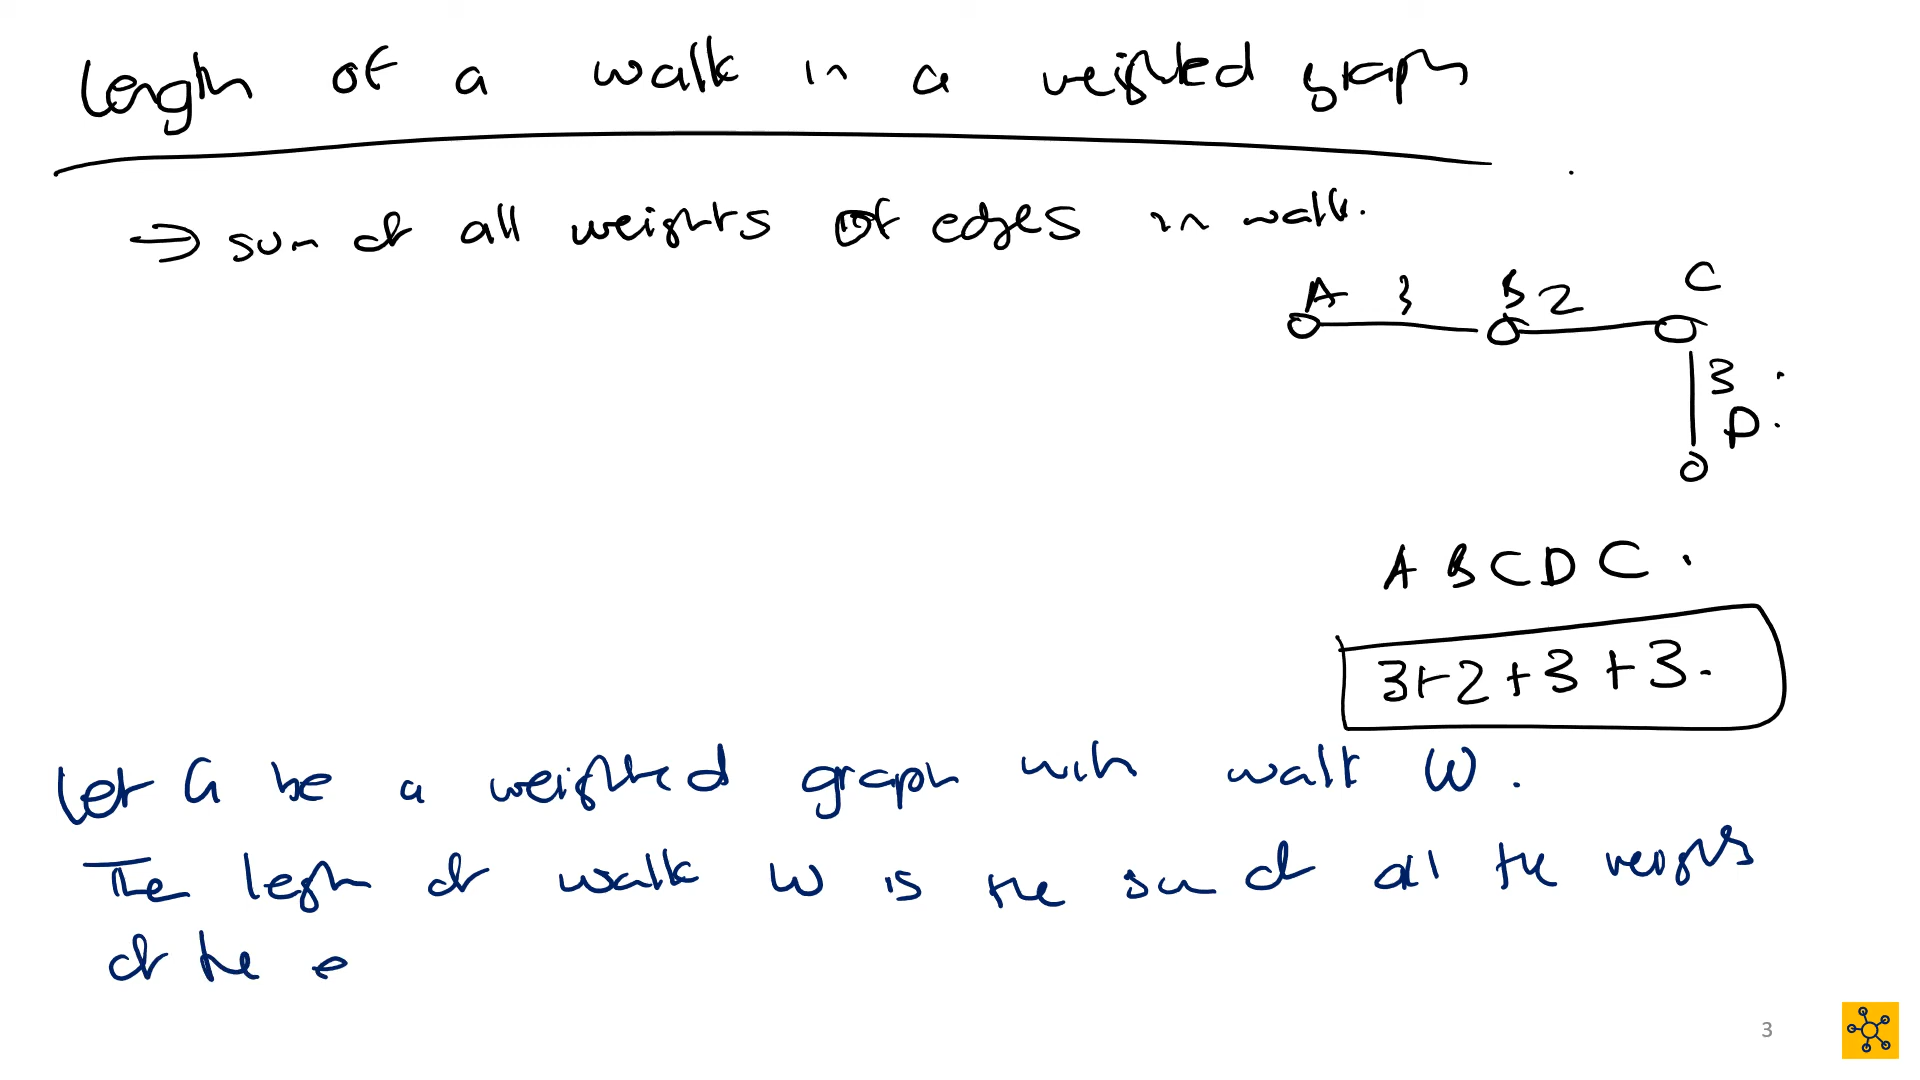 Length of a walk in a weighted graph
→ sum of all weights of edges in walk.
A 3 B 2 C
3
D.
A B C D C .
3+2+3+3.
Let G be a weighted graph with walk W.
The legh of walk W is the sum of all the weights
of the e
3